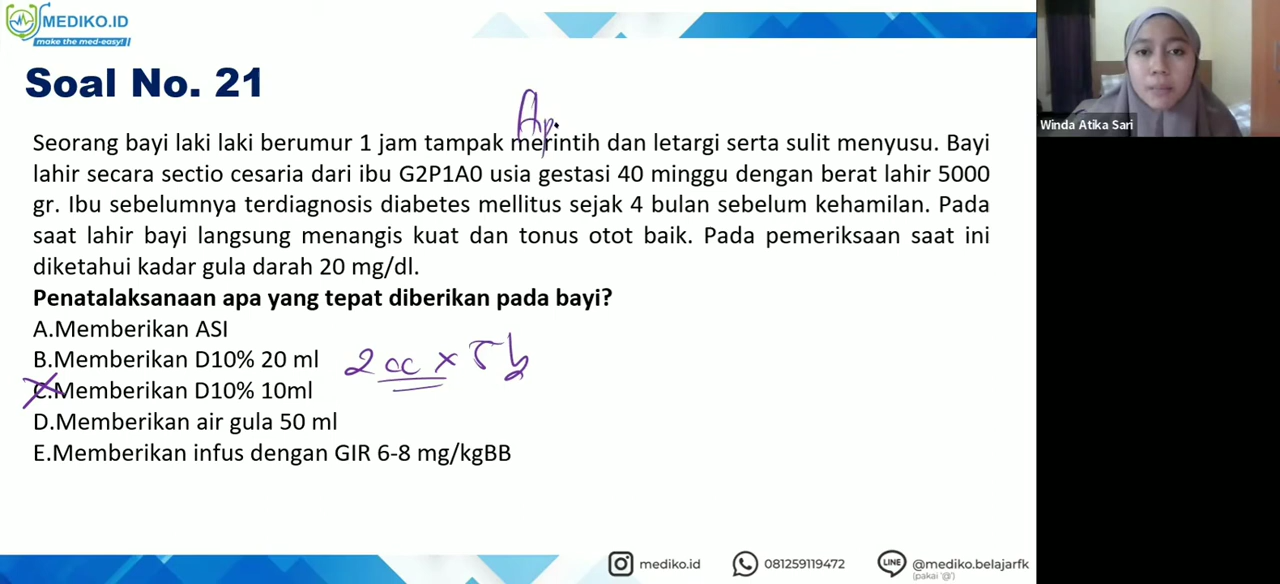 MEDIKO.ID
make the med-easy!
Soal No. 21
Ap
Seorang bayi laki laki berumur 1 jam tampak merintih dan letargi serta sulit menyusu. Bayi
lahir secara sectio cesaria dari ibu G2P1A0 usia gestasi 40 minggu dengan berat lahir 5000
gr. Ibu sebelumnya terdiagnosis diabetes mellitus sejak 4 bulan sebelum kehamilan. Pada
saat lahir bayi langsung menangis kuat dan tonus otot baik. Pada pemeriksaan saat ini
diketahui kadar gula darah 20 mg/dl.
Penatalaksanaan apa yang tepat diberikan pada bayi?
A.Memberikan ASI
B.Memberikan D10% 20 ml
2 cc x 5
C.Memberikan D10% 10ml
D.Memberikan air gula 50 ml
E.Memberikan infus dengan GIR 6-8 mg/kgBB
mediko.id
081259119472
LINE
@mediko.belajarfk
(pakai '@')
Winda Atika Sari